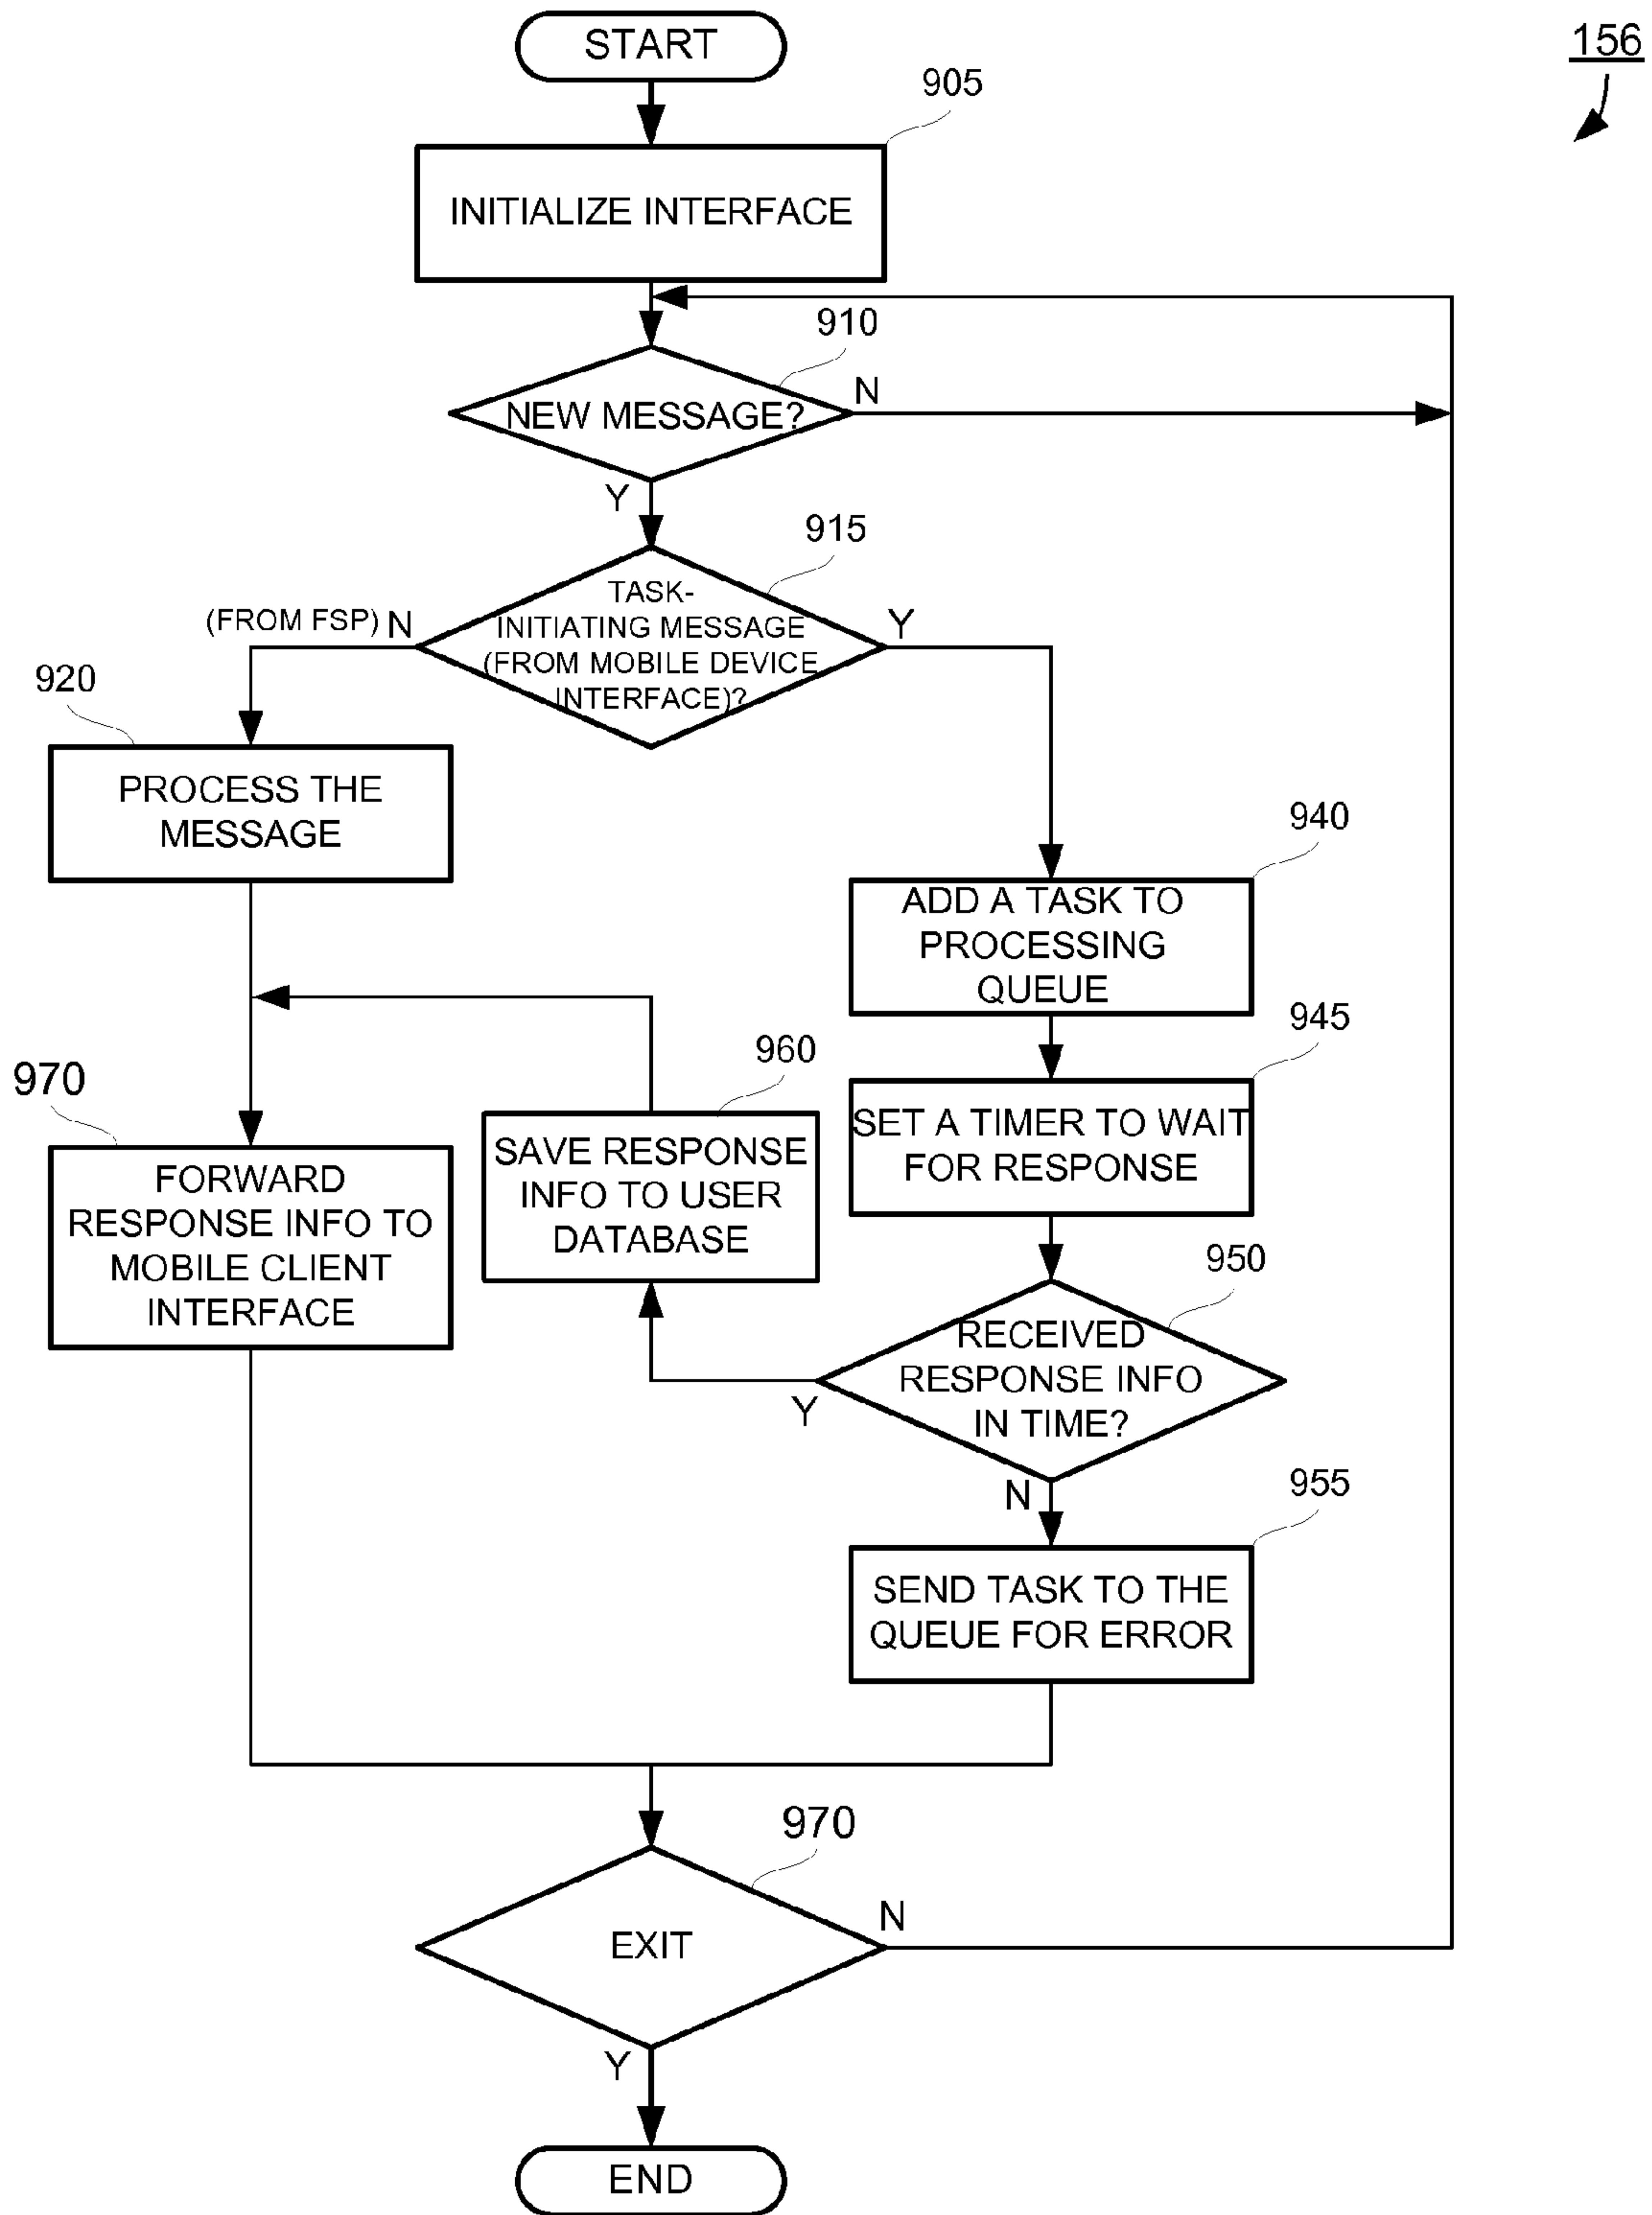 START
156
905
INITIALIZE INTERFACE
910
NEW MESSAGE?
N
Y
915
TASK-
INITIATING MESSAGE
(FROM MOBILE DEVICE
INTERFACE)?
(FROM FSP) N
Y
920
PROCESS THE
MESSAGE
940
ADD A TASK TO
PROCESSING
QUEUE
945
SET A TIMER TO WAIT
FOR RESPONSE
960
SAVE RESPONSE
INFO TO USER
DATABASE
970
FORWARD
RESPONSE INFO TO
MOBILE CLIENT
INTERFACE
950
RECEIVED
RESPONSE INFO
IN TIME?
Y
N
955
SEND TASK TO THE
QUEUE FOR ERROR
970
EXIT
N
Y
END